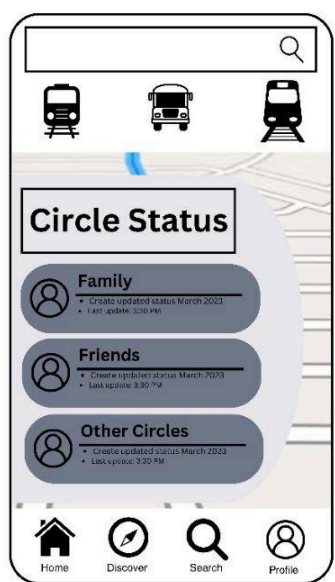 Circle Status
Family
• Create updated status March 2023
• Last update: 3:30 PM
Friends
• Create updated status March 2023
• Last update: 3:30 PM
Other Circles
• Create updated status March 2023
• Last update: 3:30 PM
Home Discover Search Profile